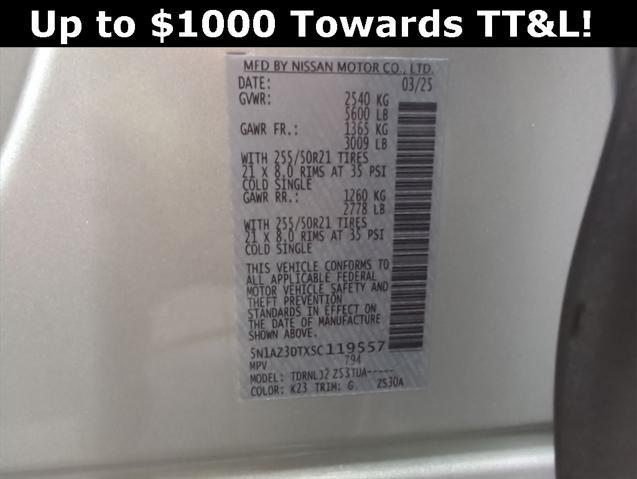 Up to $1000 Towards TT&L!
MFD BY NISSAN MOTOR CO., LTD.
DATE: 03/25
GVWR: 2540 KG
5600 LB
GAWR FR.: 1365 KG
3009 LB
WITH 255/50R21 TIRES
21 X 8.0 RIMS AT 35 PSI
COLD SINGLE
GAWR RR.: 1260 KG
2778 LB
WITH 255/50R21 TIRES
21 X 8.0 RIMS AT 35 PSI
COLD SINGLE
THIS VEHICLE CONFORMS TO
ALL APPLICABLE FEDERAL
MOTOR VEHICLE SAFETY AND
THEFT PREVENTION
STANDARDS IN EFFECT ON
THE DATE OF MANUFACTURE
SHOWN ABOVE.
5N1AZ3DTXSC119557
MPV 794
MODEL: TDRNLJ2 Z53TUA-----
COLOR: K23 TRIM: G ZS30A